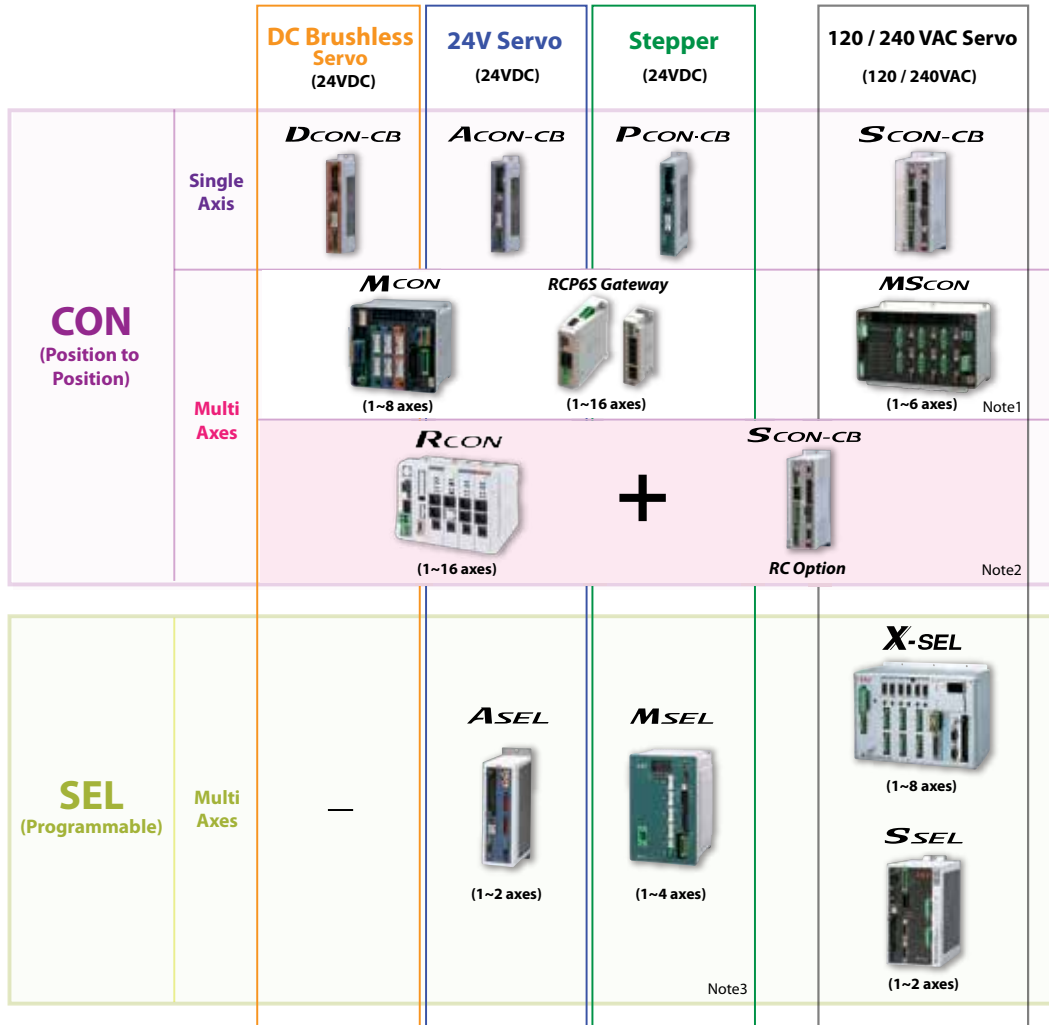 DC Brushless
Servo
(24VDC)
24V Servo
(24VDC)
Stepper
(24VDC)
120 / 240 VAC Servo
(120 / 240VAC)
CON
(Position to
Position)
Single
Axis
DCON-CB
ACON-CB
PCON·CB
SCON-CB
Multi
Axes
MCON
(1~8 axes)
RCP6S Gateway
(1~16 axes)
MSCON
(1~6 axes)
Note1
RCON
(1~16 axes)
+
SCON-CB
RC Option
Note2
SEL
(Programmable)
Multi
Axes
—
ASEL
(1~2 axes)
MSEL
(1~4 axes)
Note3
X-SEL
(1~8 axes)
SSEL
(1~2 axes)